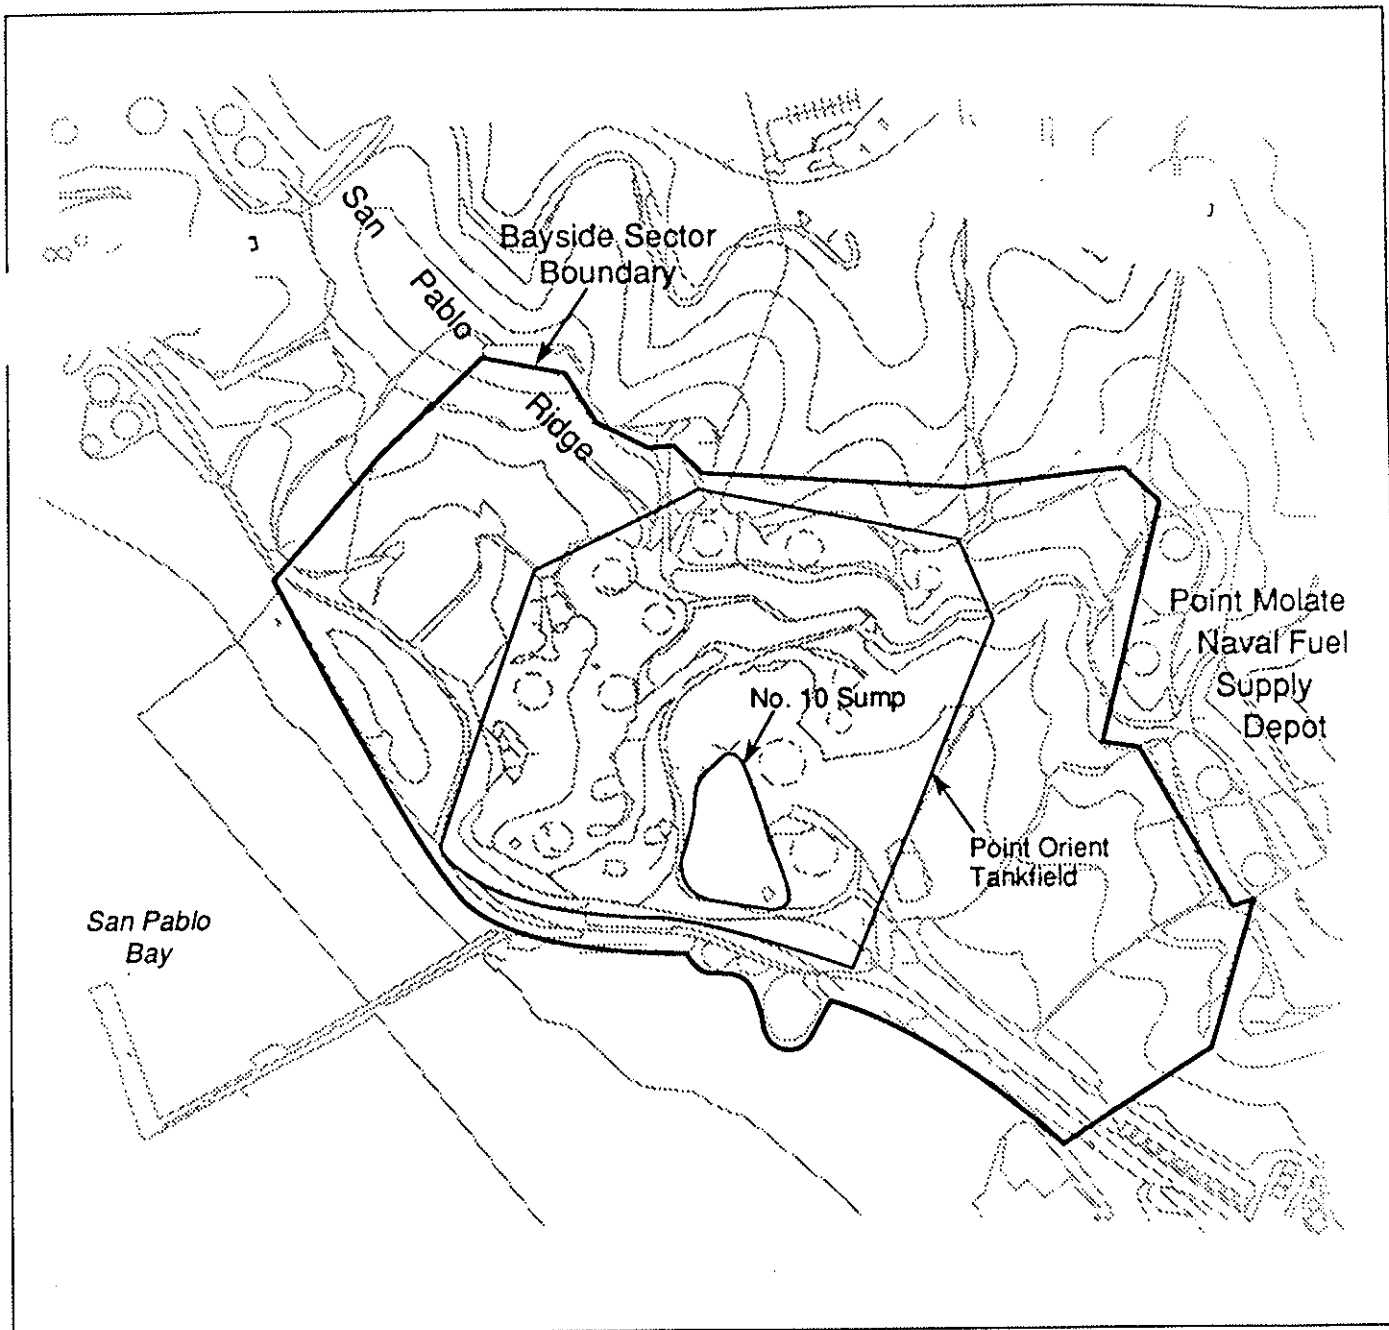 San
Pablo
Ridge
Bayside Sector
Boundary
Point Molate
Naval Fuel
Supply
Depot
No. 10 Sump
Point Orient
Tankfield
San Pablo
Bay